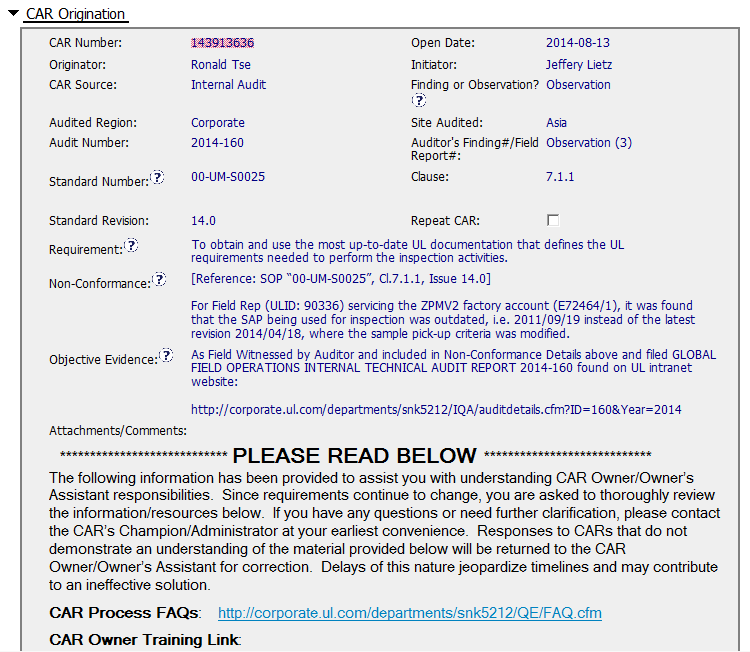 CAR Origination
CAR Number: 143913636 Open Date: 2014-08-13
Originator: Ronald Tse Initiator: Jeffery Lietz
CAR Source: Internal Audit Finding or Observation? Observation
?
Audited Region: Corporate Site Audited: Asia
Audit Number: 2014-160 Auditor's Finding#/Field Observation (3)
Report#:
Standard Number: ? 00-UM-S0025 Clause: 7.1.1
Standard Revision: 14.0 Repeat CAR:
Requirement: ? To obtain and use the most up-to-date UL documentation that defines the UL
requirements needed to perform the inspection activities.
Non-Conformance: ? [Reference: SOP “00-UM-S0025”, Cl.7.1.1, Issue 14.0]
For Field Rep (ULID: 90336) servicing the ZPMV2 factory account (E72464/1), it was found
that the SAP being used for inspection was outdated, i.e. 2011/09/19 instead of the latest
revision 2014/04/18, where the sample pick-up criteria was modified.
Objective Evidence: ? As Field Witnessed by Auditor and included in Non-Conformance Details above and filed GLOBAL
FIELD OPERATIONS INTERNAL TECHNICAL AUDIT REPORT 2014-160 found on UL intranet
website:
http://corporate.ul.com/departments/snk5212/IQA/auditdetails.cfm?ID=160&Year=2014
Attachments/Comments:
**************************** PLEASE READ BELOW ****************************
The following information has been provided to assist you with understanding CAR Owner/Owner’s
Assistant responsibilities.  Since requirements continue to change, you are asked to thoroughly review
the information/resources below.  If you have any questions or need further clarification, please contact
the CAR’s Champion/Administrator at your earliest convenience.  Responses to CARs that do not
demonstrate an understanding of the material provided below will be returned to the CAR
Owner/Owner’s Assistant for correction.  Delays of this nature jeopardize timelines and may contribute
to an ineffective solution.
CAR Process FAQs: http://corporate.ul.com/departments/snk5212/QE/FAQ.cfm
CAR Owner Training Link: